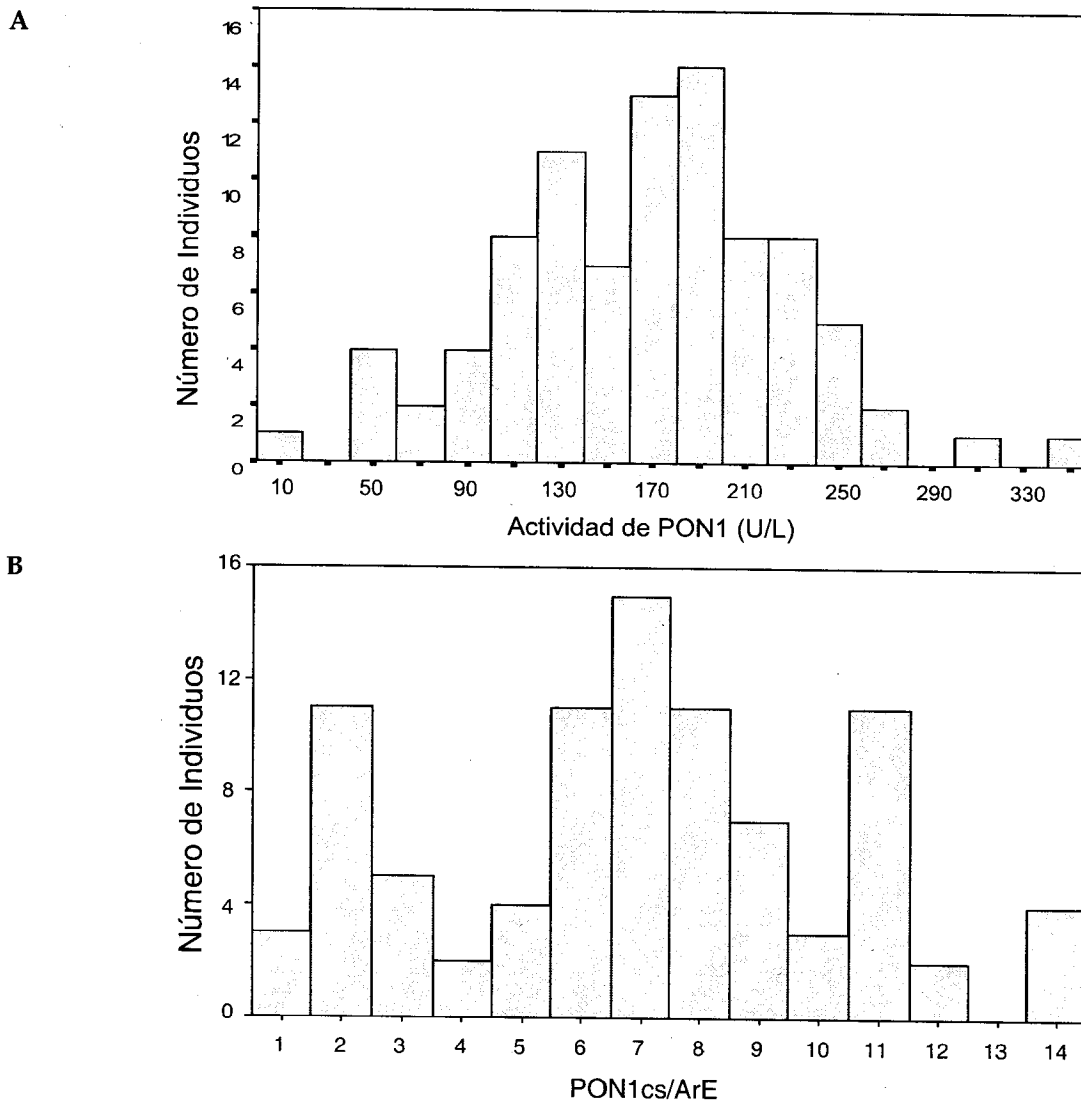 A
16
14
12
10
8
6
4
2
0
Número de Individuos
10 50 90 130 170 210 250 290 330
Actividad de PON1 (U/L)
B
16
12
8
4
0
Número de Individuos
1 2 3 4 5 6 7 8 9 10 11 12 13 14
PON1cs/ArE